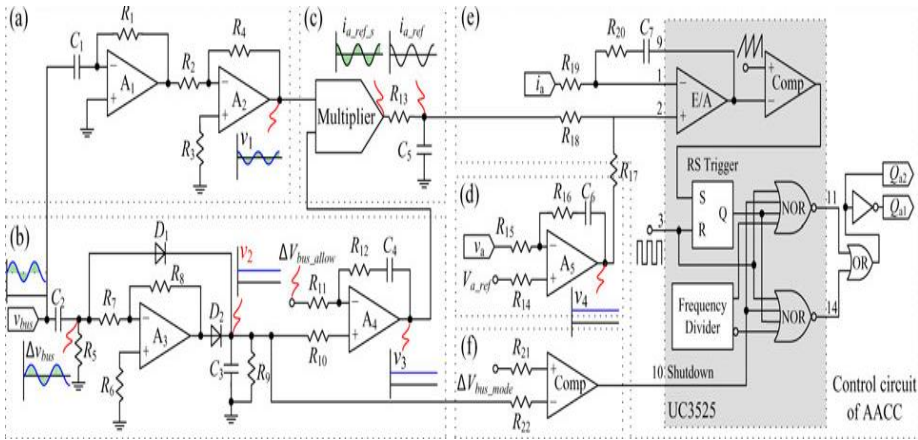 (a)
R1
C1
A1
R2
R4
A2
R3
v1
(c)
ia_ref_s
ia_ref
Multiplier
R13
C5
(e)
R20
C7
9
ia
R19
1
2
E/A
Comp
R18
R17
RS Trigger
S
Q
R
3
NOR
11
Qa2
Qa1
OR
NOR
14
Frequency
Divider
10
Shutdown
UC3525
Control circuit
of AACC
(b)
D1
v2
ΔVbus_allow
R12
C4
R11
C2
vbus
R7
R8
D2
A3
R5
Δvbus
R6
C3
R9
R10
A4
v3
(d)
R16
C6
R15
va
Va_ref
R14
A5
v4
(f)
R21
ΔVbus_mode
Comp
R22